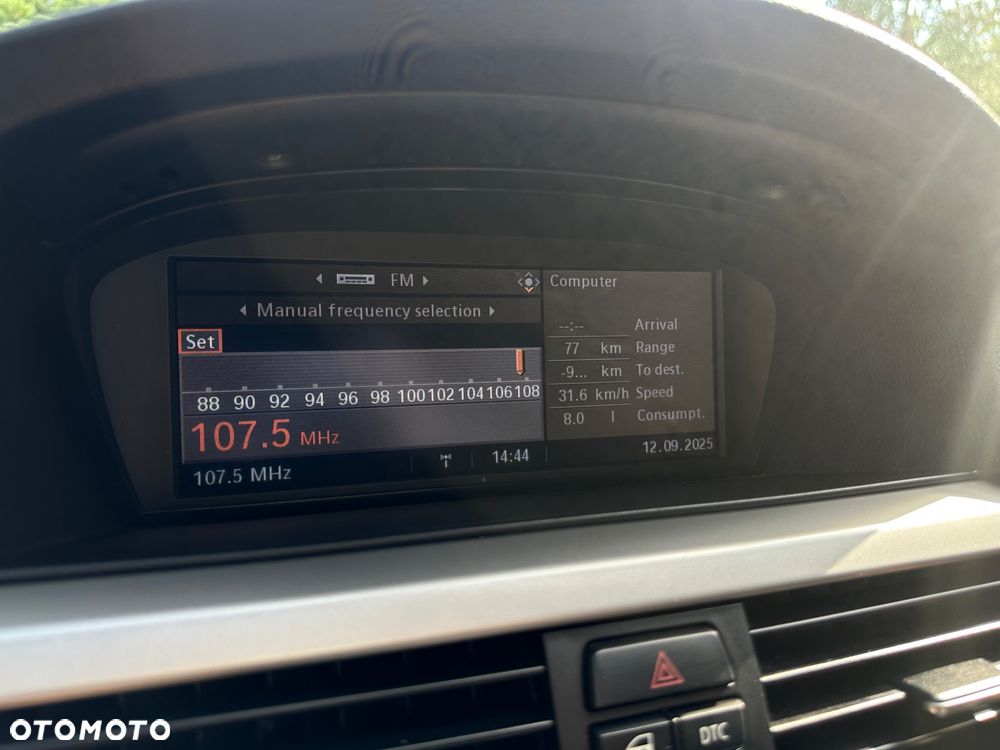 FM
Manual frequency selection
Set
88 90 92 94 96 98 100 102 104 106 108
107.5 MHz
107.5 MHz
14:44
Computer
--:-- Arrival
77 km Range
-9... km To dest.
31.6 km/h Speed
8.0 l Consumpt.
12.09.2025
DTC
OTOMOTO